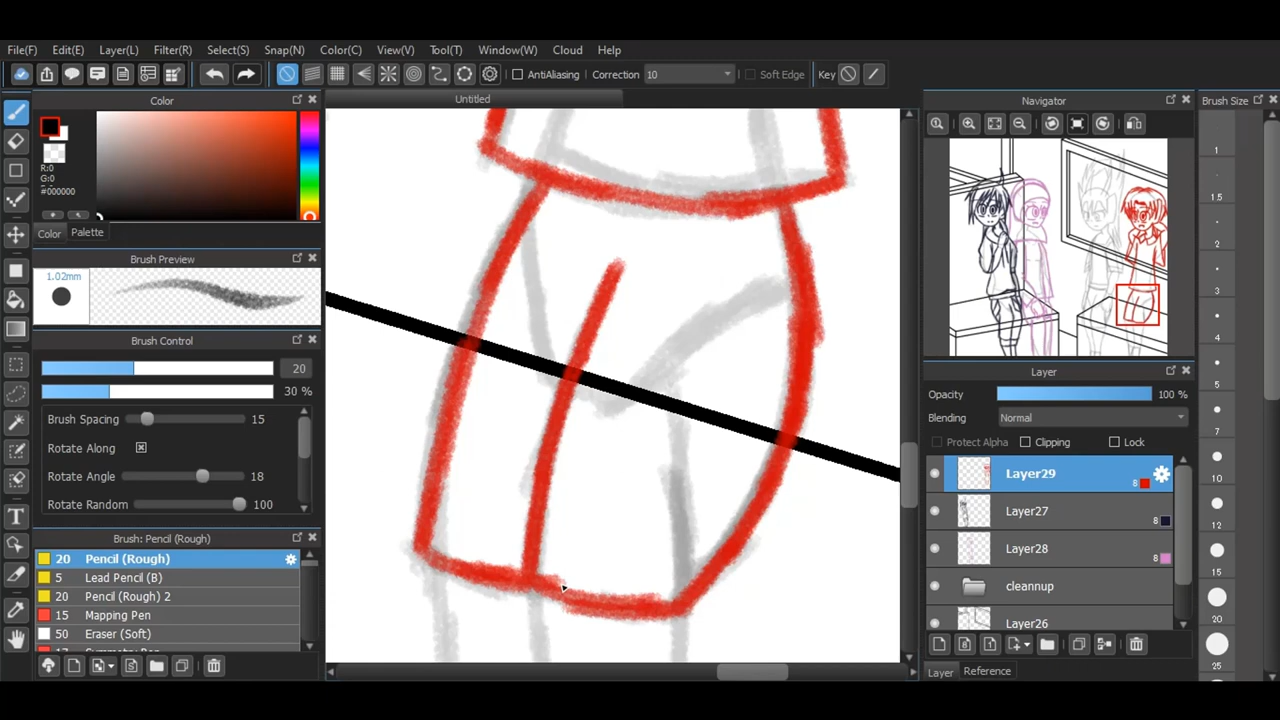 File(F) Edit(E) Layer(L) Filter(R) Select(S) Snap(N) Color(C) View(V) Tool(T) Window(W) Cloud Help
AntiAliasing Correction 10 Soft Edge Key
Color
Untitled
Navigator
Brush Size
R:0
G:0
#000000
Color Palette
Brush Preview
1.02mm
Brush Control
20
30 %
Brush Spacing 15
Rotate Along
Rotate Angle 18
Rotate Random 100
Brush: Pencil (Rough)
20 Pencil (Rough)
5 Lead Pencil (B)
20 Pencil (Rough) 2
15 Mapping Pen
50 Eraser (Soft)
Layer
Opacity 100 %
Blending Normal
Protect Alpha Clipping Lock
Layer29
8
Layer27
8
Layer28
8
cleannup
Layer26
Layer Reference
1
1.5
2
3
5
7
10
12
15
20
25